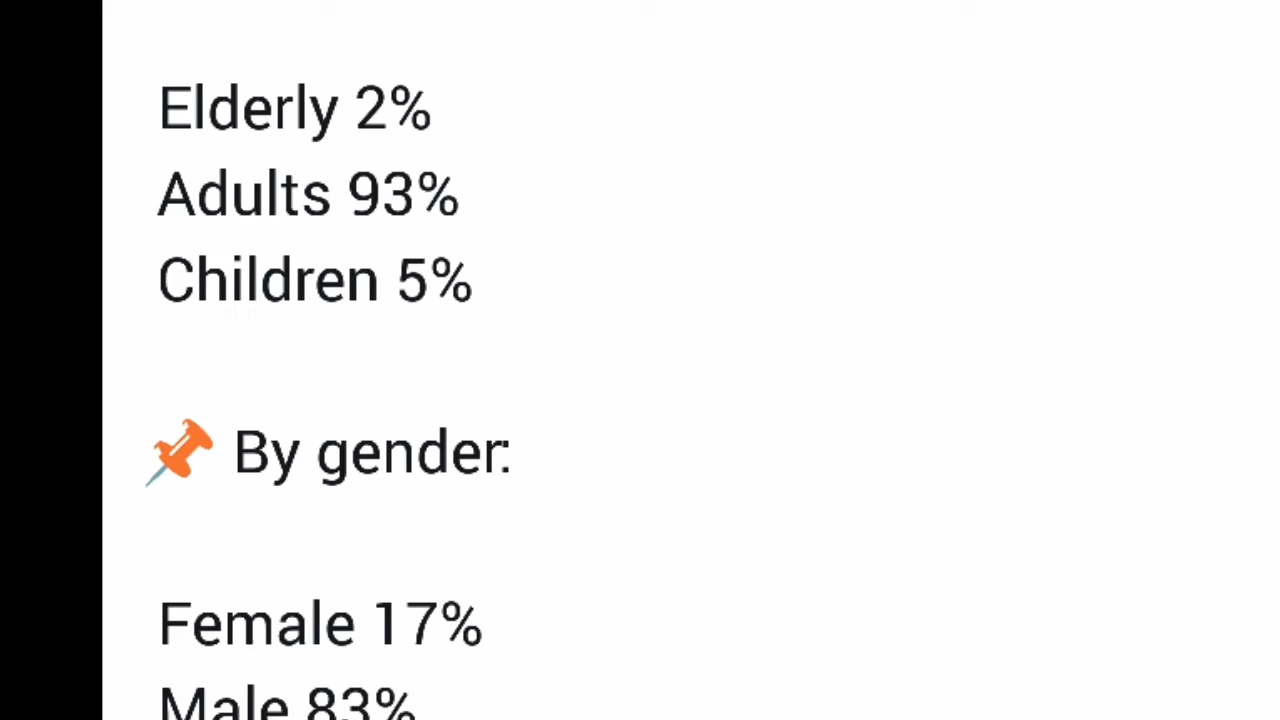 Elderly 2%
Adults 93%
Children 5%
📌 By gender:
Female 17%
Male 83%